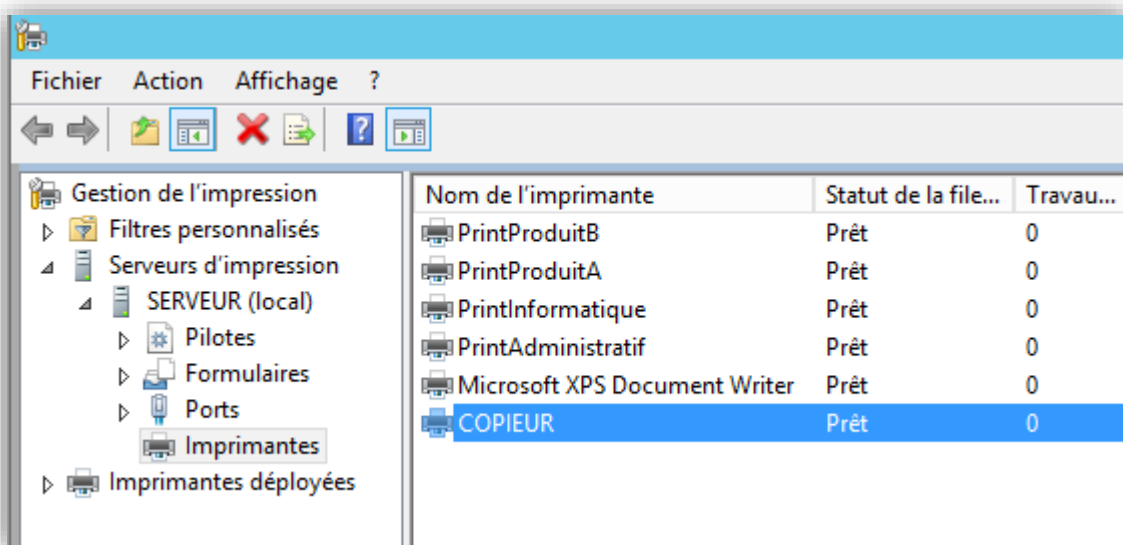 Fichier Action Affichage ?
Gestion de l'impression
Filtres personnalisés
Serveurs d'impression
SERVEUR (local)
Pilotes
Formulaires
Ports
Imprimantes
Imprimantes déployées
Nom de l'imprimante Statut de la file... Travau...
PrintProduitB Prêt 0
PrintProduitA Prêt 0
PrintInformatique Prêt 0
PrintAdministratif Prêt 0
Microsoft XPS Document Writer Prêt 0
COPIEUR Prêt 0